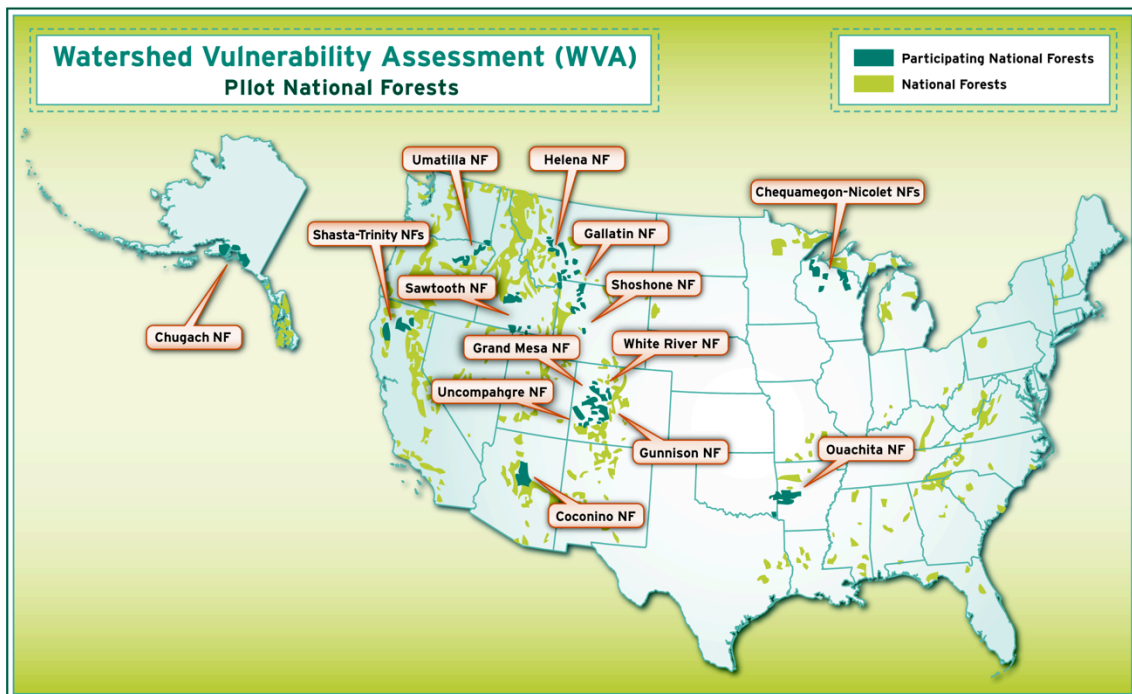 Watershed Vulnerability Assessment (WVA)
PIlot National Forests
Participating National Forests
National Forests
Umatilla NF
Helena NF
Chequamegon-Nicolet NFs
Shasta-Trinity NFs
Gallatin NF
Sawtooth NF
Shoshone NF
Chugach NF
Grand Mesa NF
White River NF
Uncompahgre NF
Gunnison NF
Ouachita NF
Coconino NF